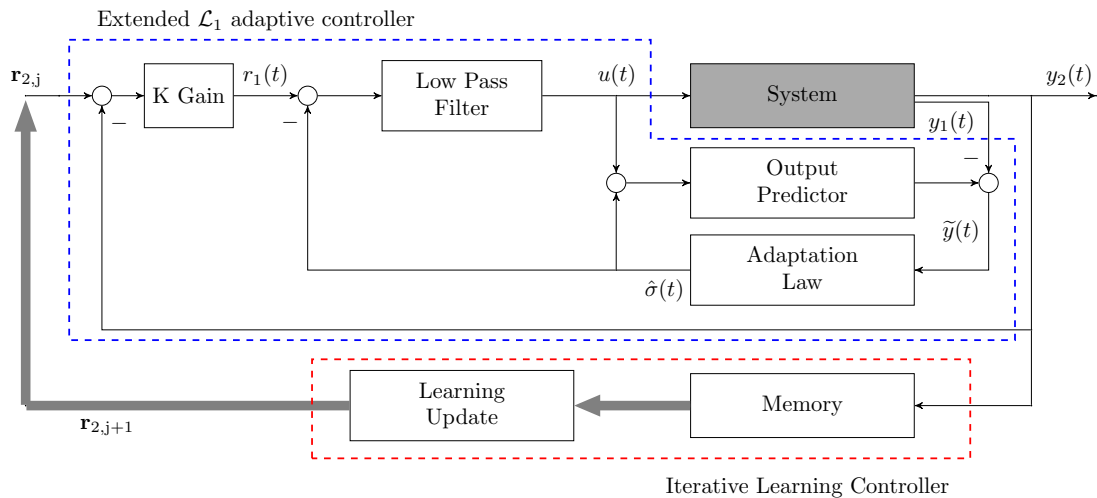 Extended ℒ₁ adaptive controller
r₂,ⱼ
−
K Gain
r₁(t)
−
Low Pass
Filter
u(t)
System
y₂(t)
y₁(t)
−
Output
Predictor
ỹ(t)
Adaptation
Law
σ̂(t)
Learning
Update
Memory
r₂,ⱼ₊₁
Iterative Learning Controller